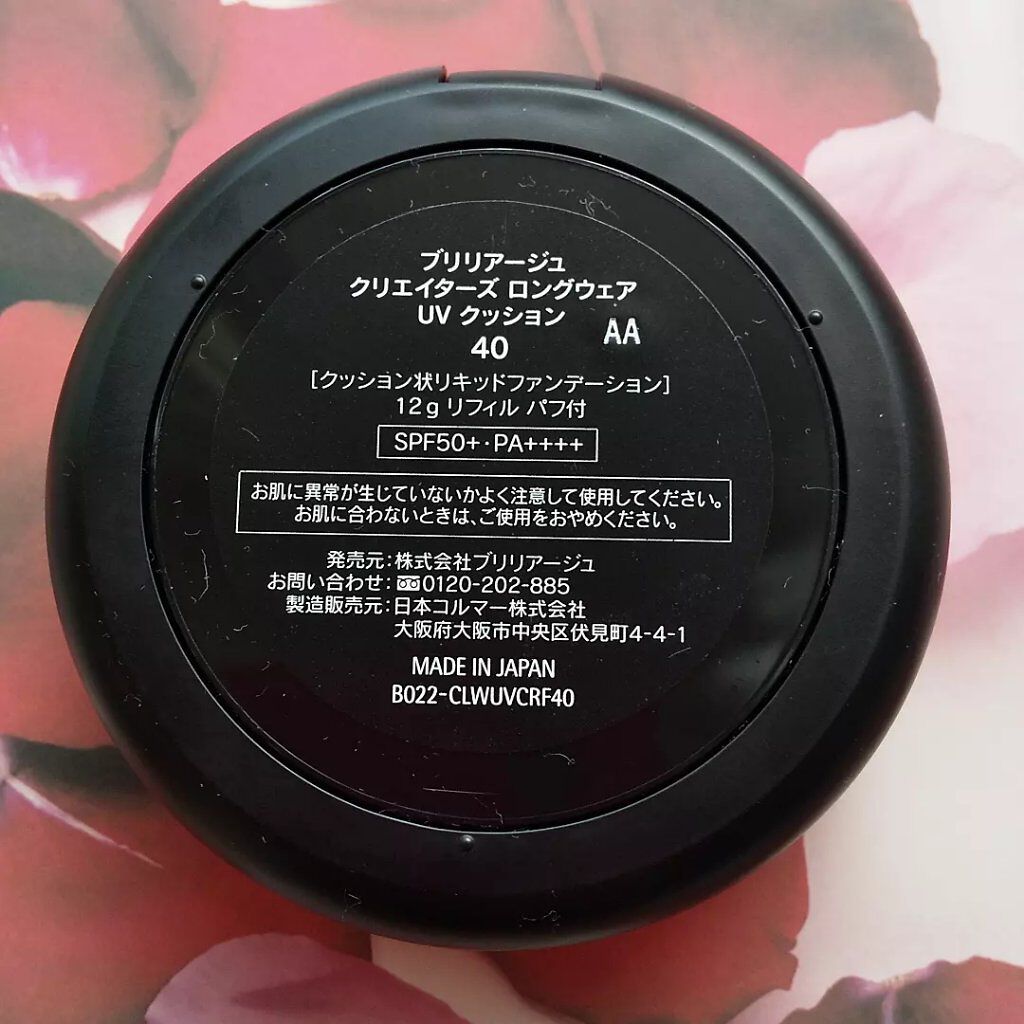 ブリリアージュ
クリエイターズ ロングウェア
UV クッション
AA
40
[クッション状リキッドファンデーション]
12g リフィル パフ付
SPF50+・PA++++
お肌に異常が生じていないかよく注意して使用してください。
お肌に合わないときは、ご使用をおやめください。
発売元:株式会社ブリリアージュ
お問い合わせ:0120-202-885
製造販売元:日本コルマー株式会社
大阪府大阪市中央区伏見町4-4-1
MADE IN JAPAN
B022-CLWUVCRF40